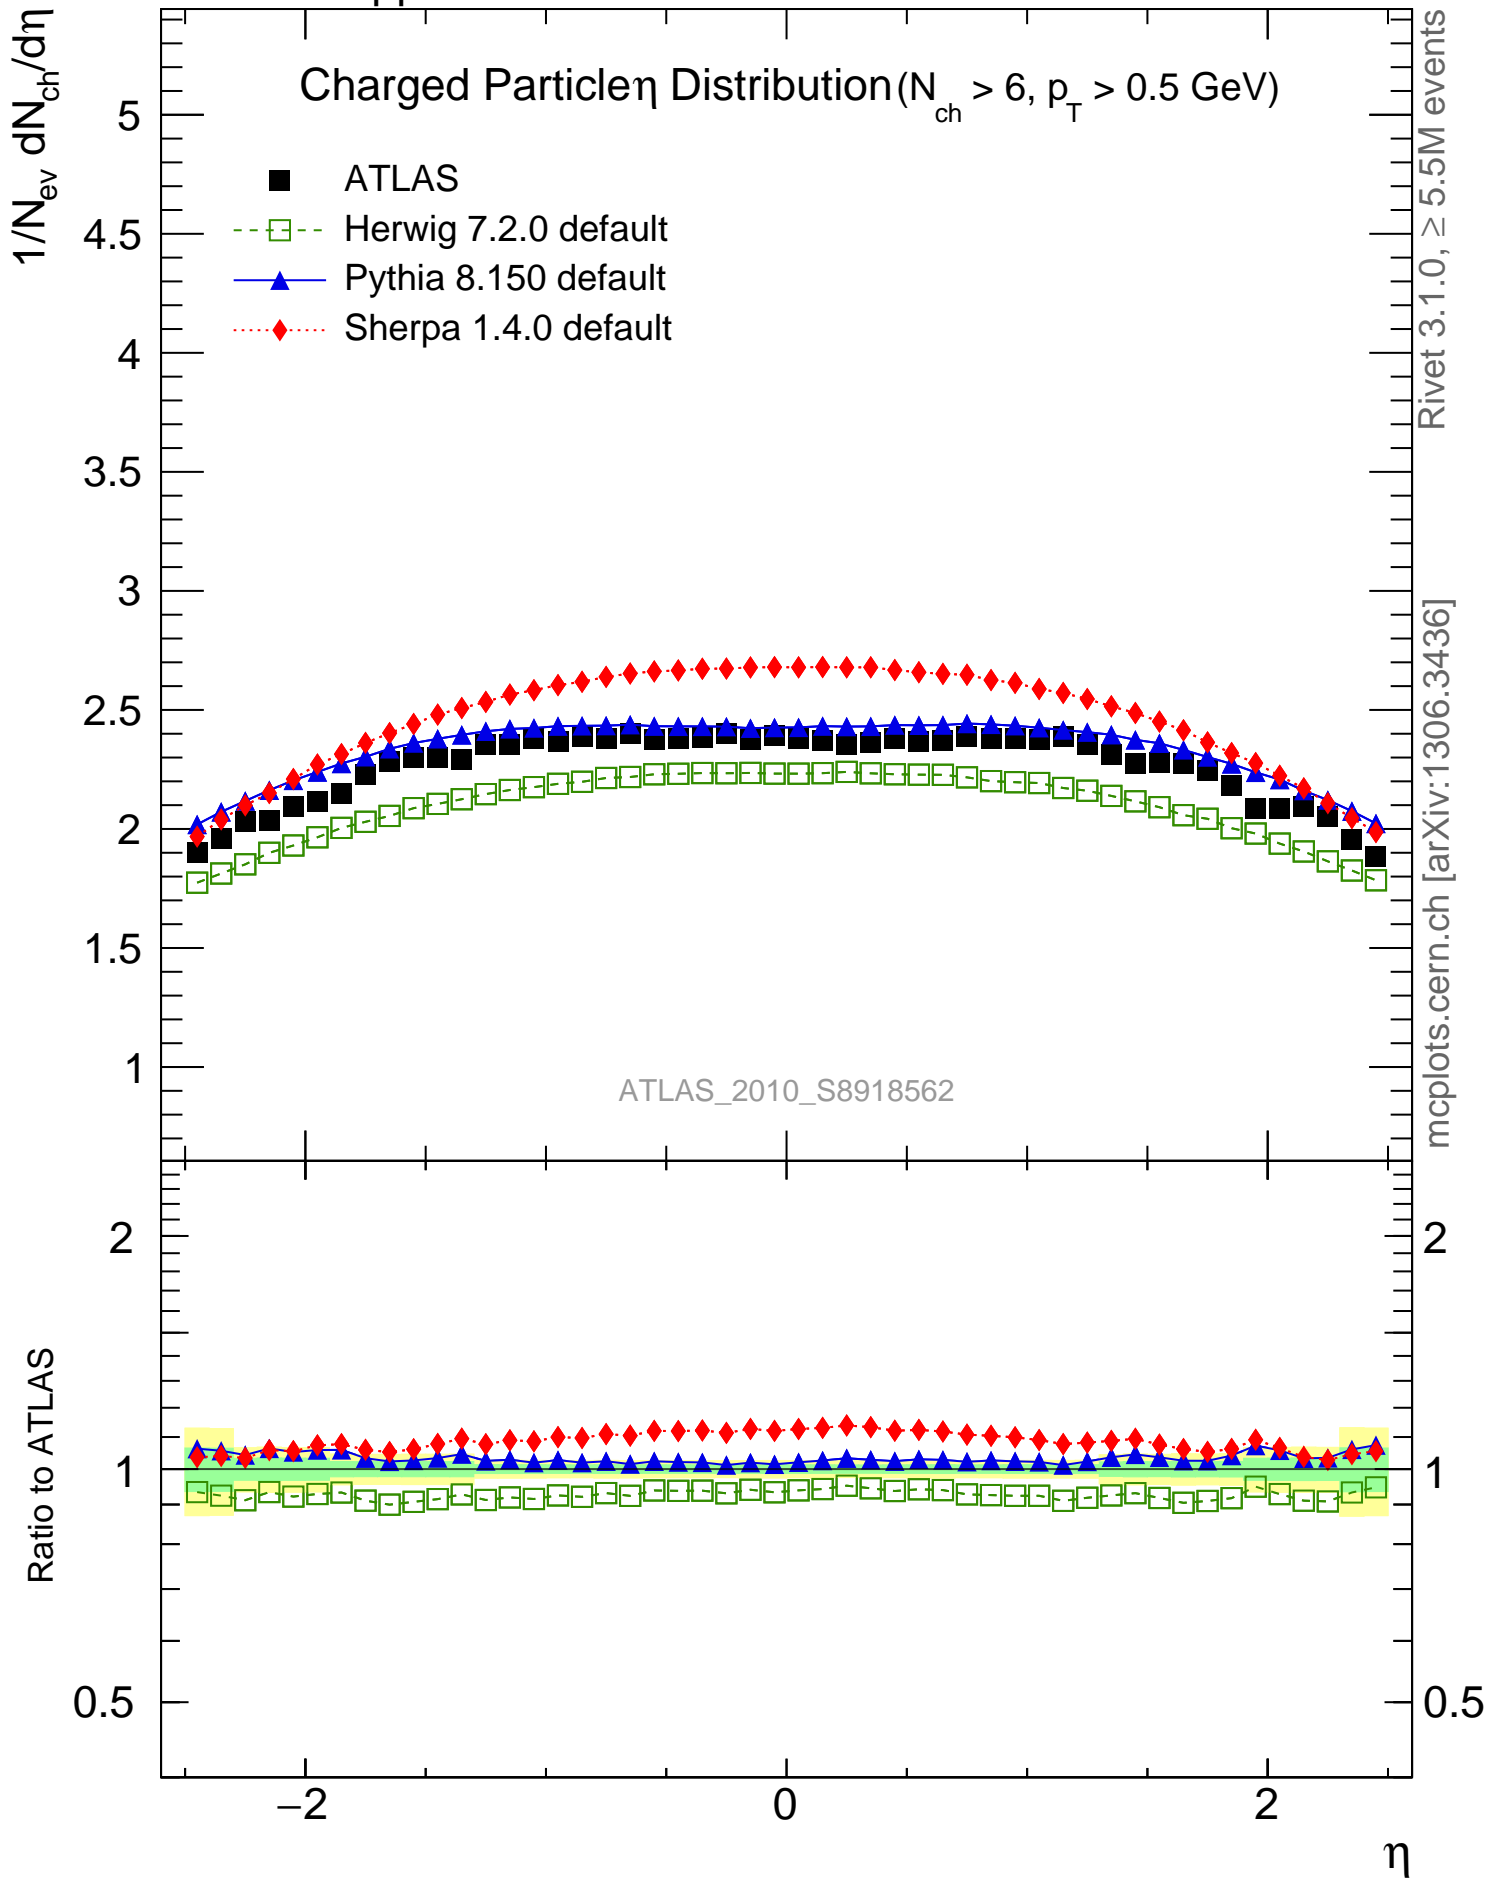 1/N_ev dN_ch/dη
Charged Particleη Distribution(N_ch > 6, p_T > 0.5 GeV)
ATLAS
Herwig 7.2.0 default
Pythia 8.150 default
Sherpa 1.4.0 default
5
4.5
4
3.5
3
2.5
2
1.5
1
ATLAS_2010_S8918562
Rivet 3.1.0, ≥ 5.5M events
mcplots.cern.ch [arXiv:1306.3436]
Ratio to ATLAS
2
1
0.5
2
1
0.5
−2
0
2
η